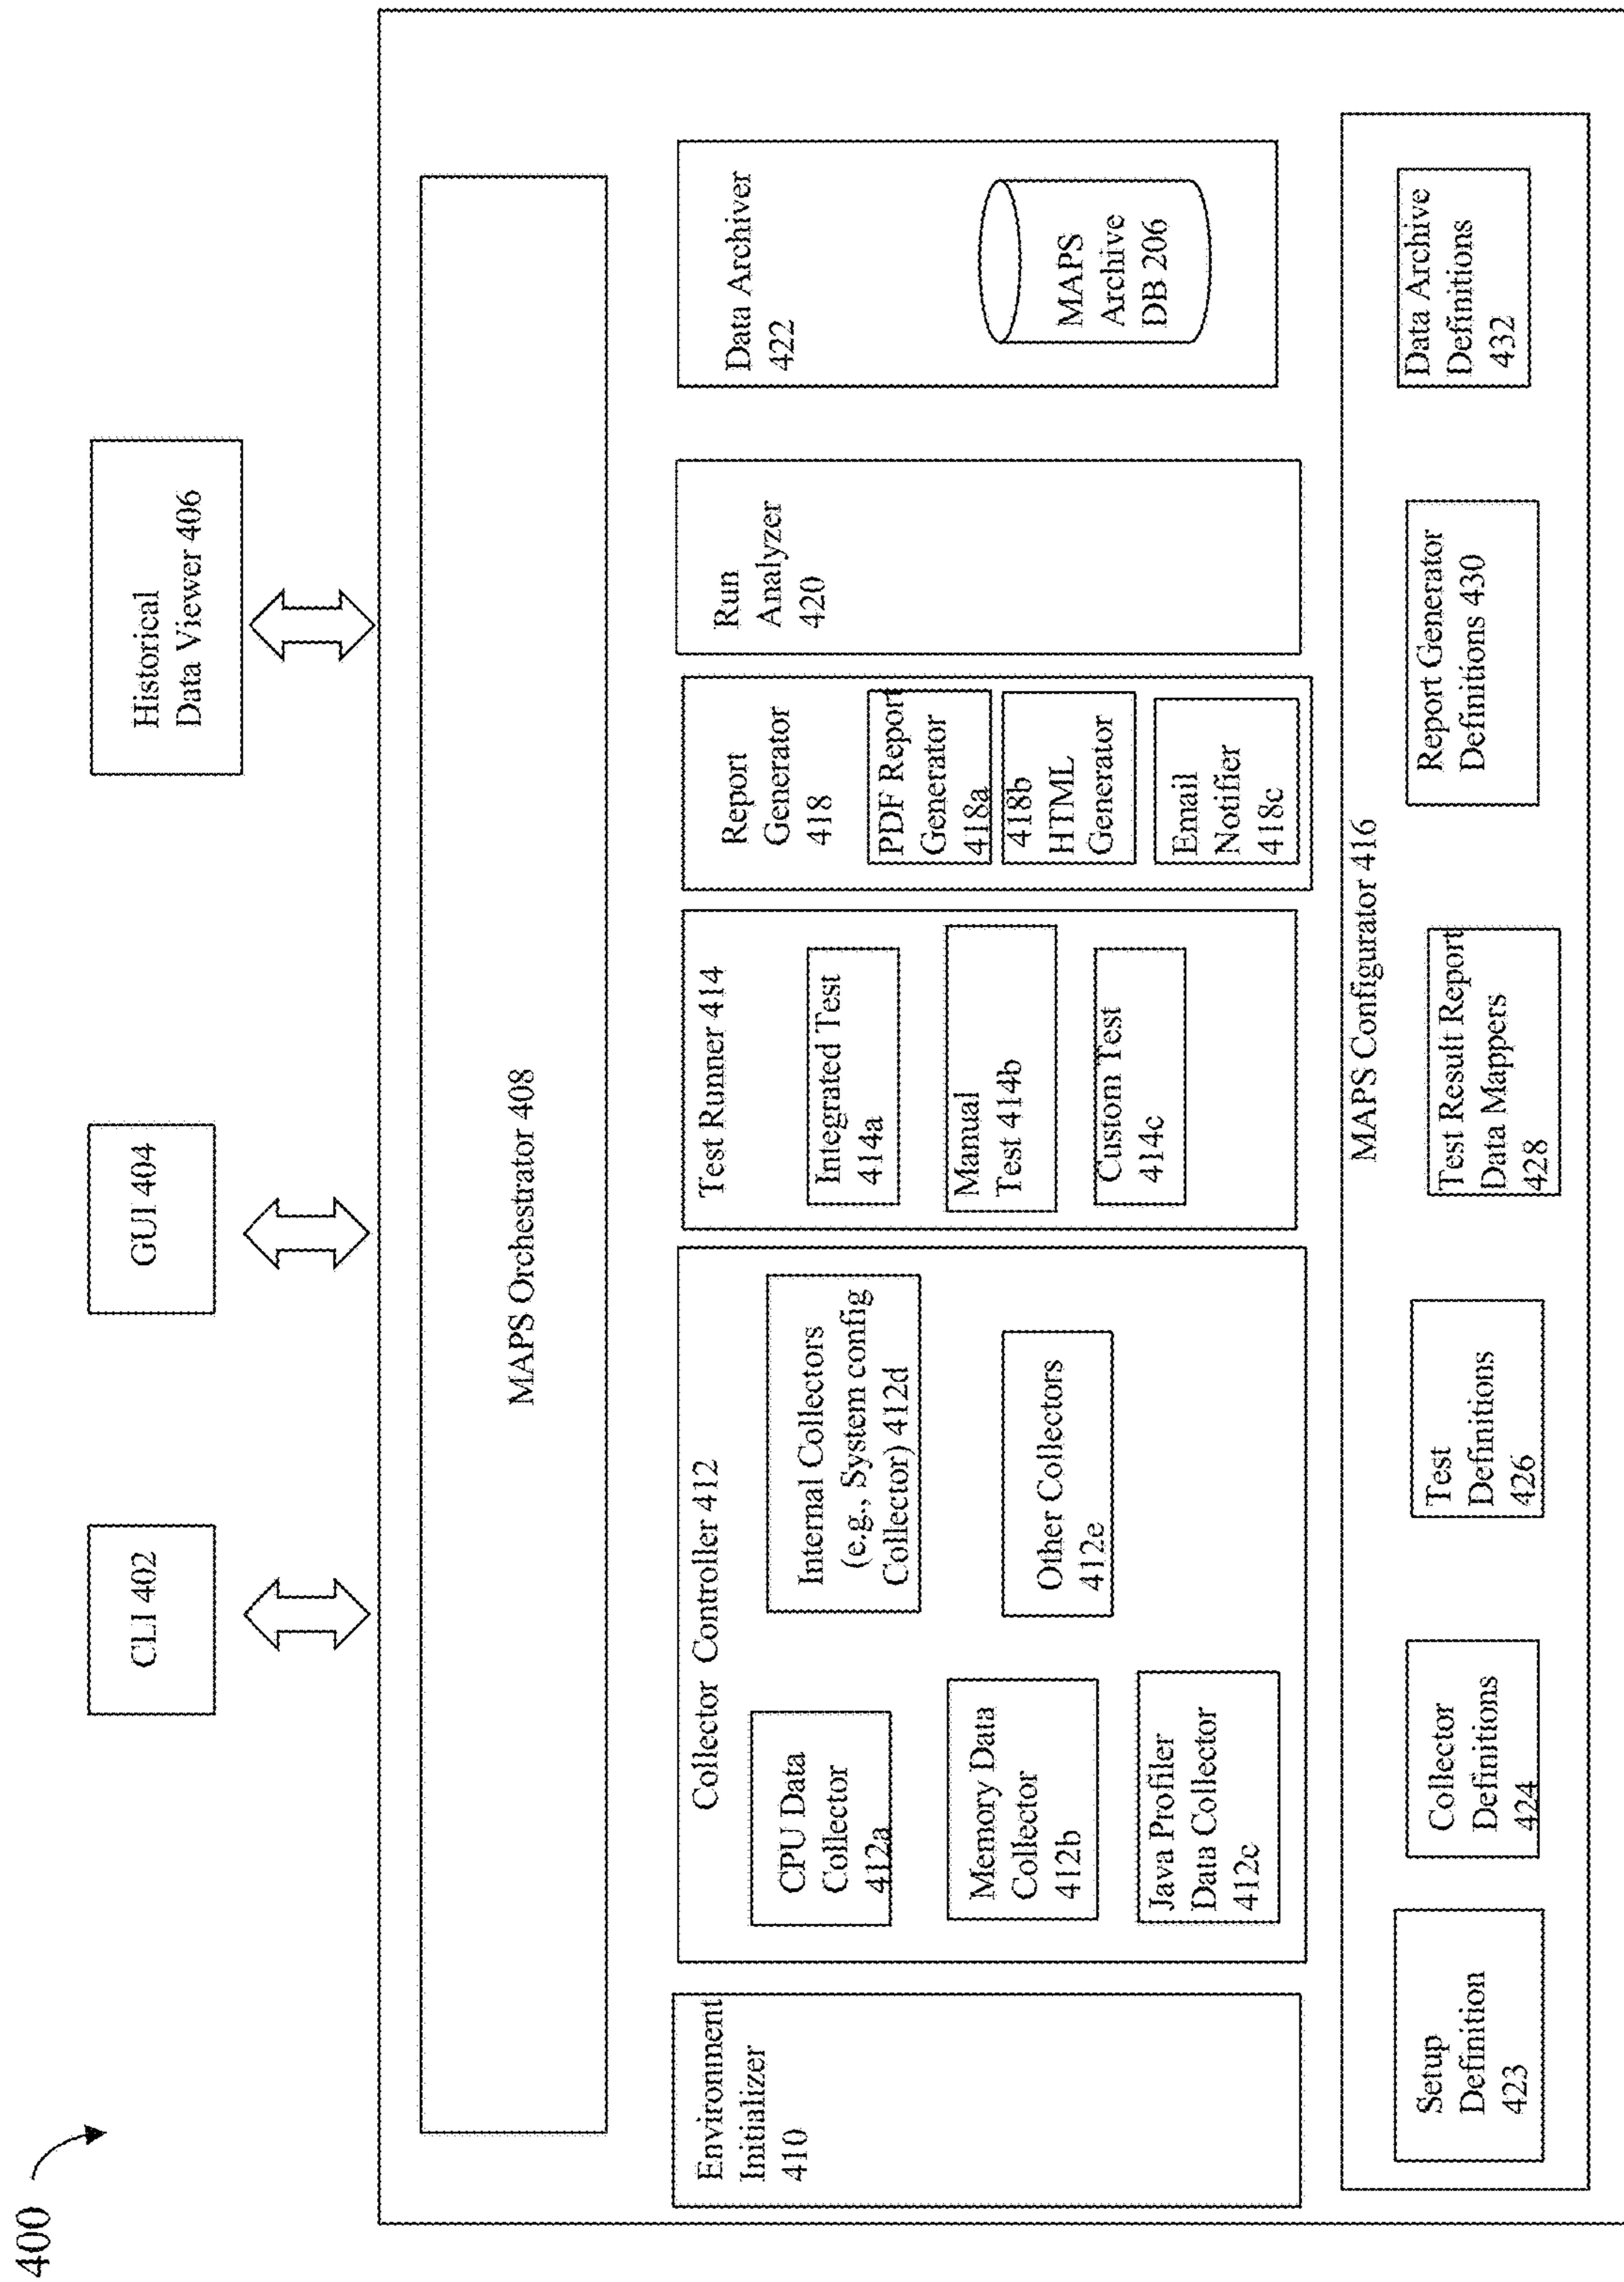 400
CLI 402
GUI 404
Historical
Data Viewer 406
MAPS Orchestrator 408
Environment
Initializer
410
Collector Controller 412
CPU Data
Collector
412a
Memory Data
Collector
412b
Java Profiler
Data Collector
412c
Internal Collectors
(e.g., System config
Collector) 412d
Other Collectors
412e
Test Runner 414
Integrated Test
414a
Manual
Test 414b
Custom Test
414c
Report
Generator
418
PDF Report
Generator
418a
418b
HTML
Generator
Email
Notifier
418c
Run
Analyzer
420
Data Archiver
422
MAPS
Archive
DB 206
MAPS Configurator 416
Setup
Definition
423
Collector
Definitions
424
Test
Definitions
426
Test Result Report
Data Mappers
428
Report Generator
Definitions 430
Data Archive
Definitions
432